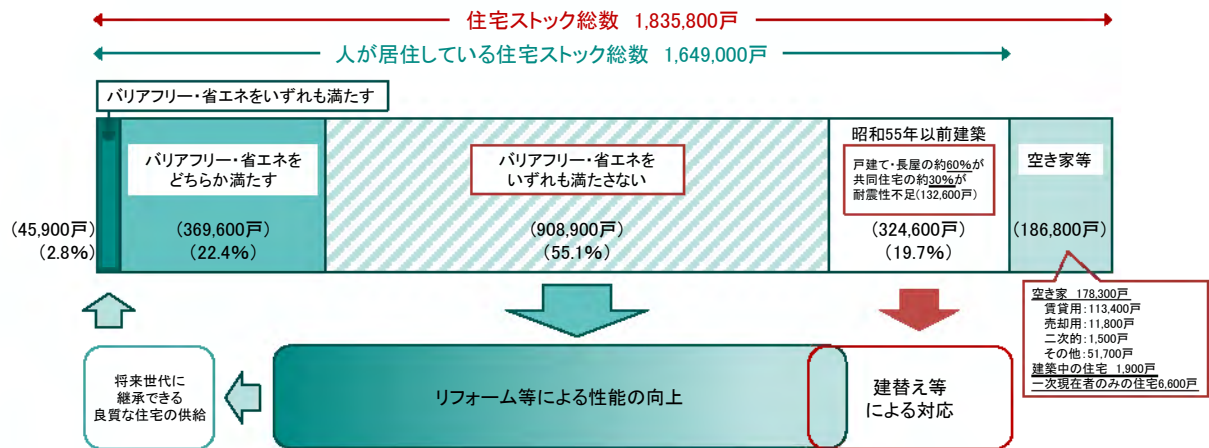 住宅ストック総数 1,835,800戸
人が居住している住宅ストック総数 1,649,000戸
バリアフリー・省エネをいずれも満たす
バリアフリー・省エネを
どちらか満たす
バリアフリー・省エネを
いずれも満たさない
昭和55年以前建築
戸建て・長屋の約60%が
共同住宅の約30%が
耐震性不足(132,600戸)
空き家等
(45,900戸)
(2.8%)
(369,600戸)
(22.4%)
(908,900戸)
(55.1%)
(324,600戸)
(19.7%)
(186,800戸)
空き家 178,300戸
賃貸用:113,400戸
売却用:11,800戸
二次的:1,500戸
その他:51,700戸
建築中の住宅 1,900戸
一次現在者のみの住宅6,600戸
将来世代に
継承できる
良質な住宅の供給
リフォーム等による性能の向上
建替え等
による対応